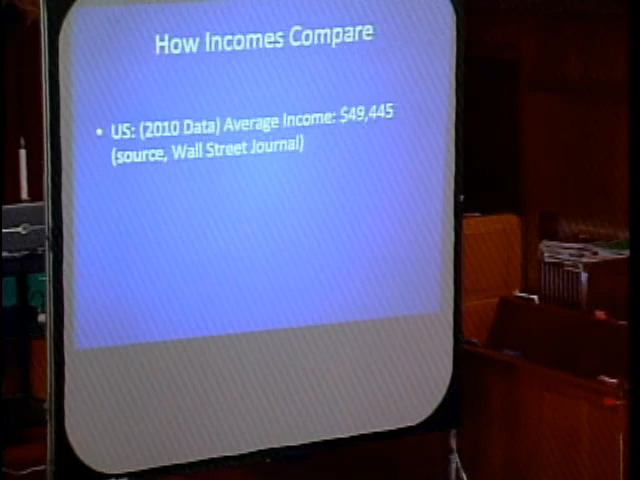 How Incomes Compare
• US: (2010 Data) Average Income: $49,445
(source, Wall Street Journal)